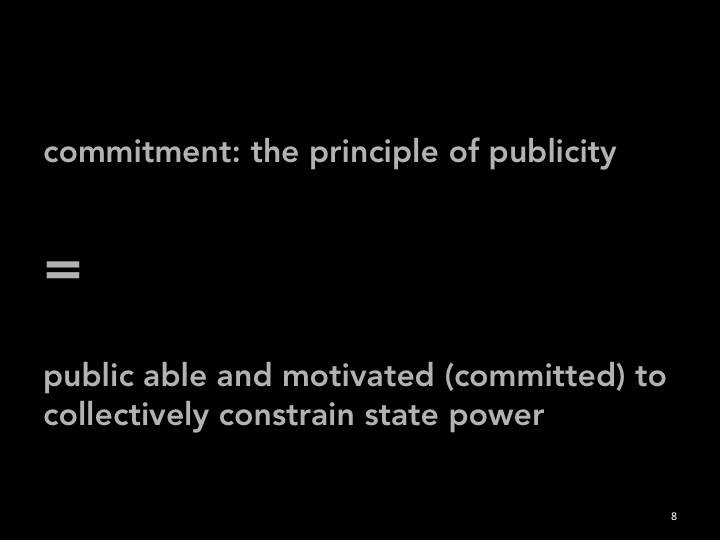 commitment: the principle of publicity
=
public able and motivated (committed) to
collectively constrain state power
8